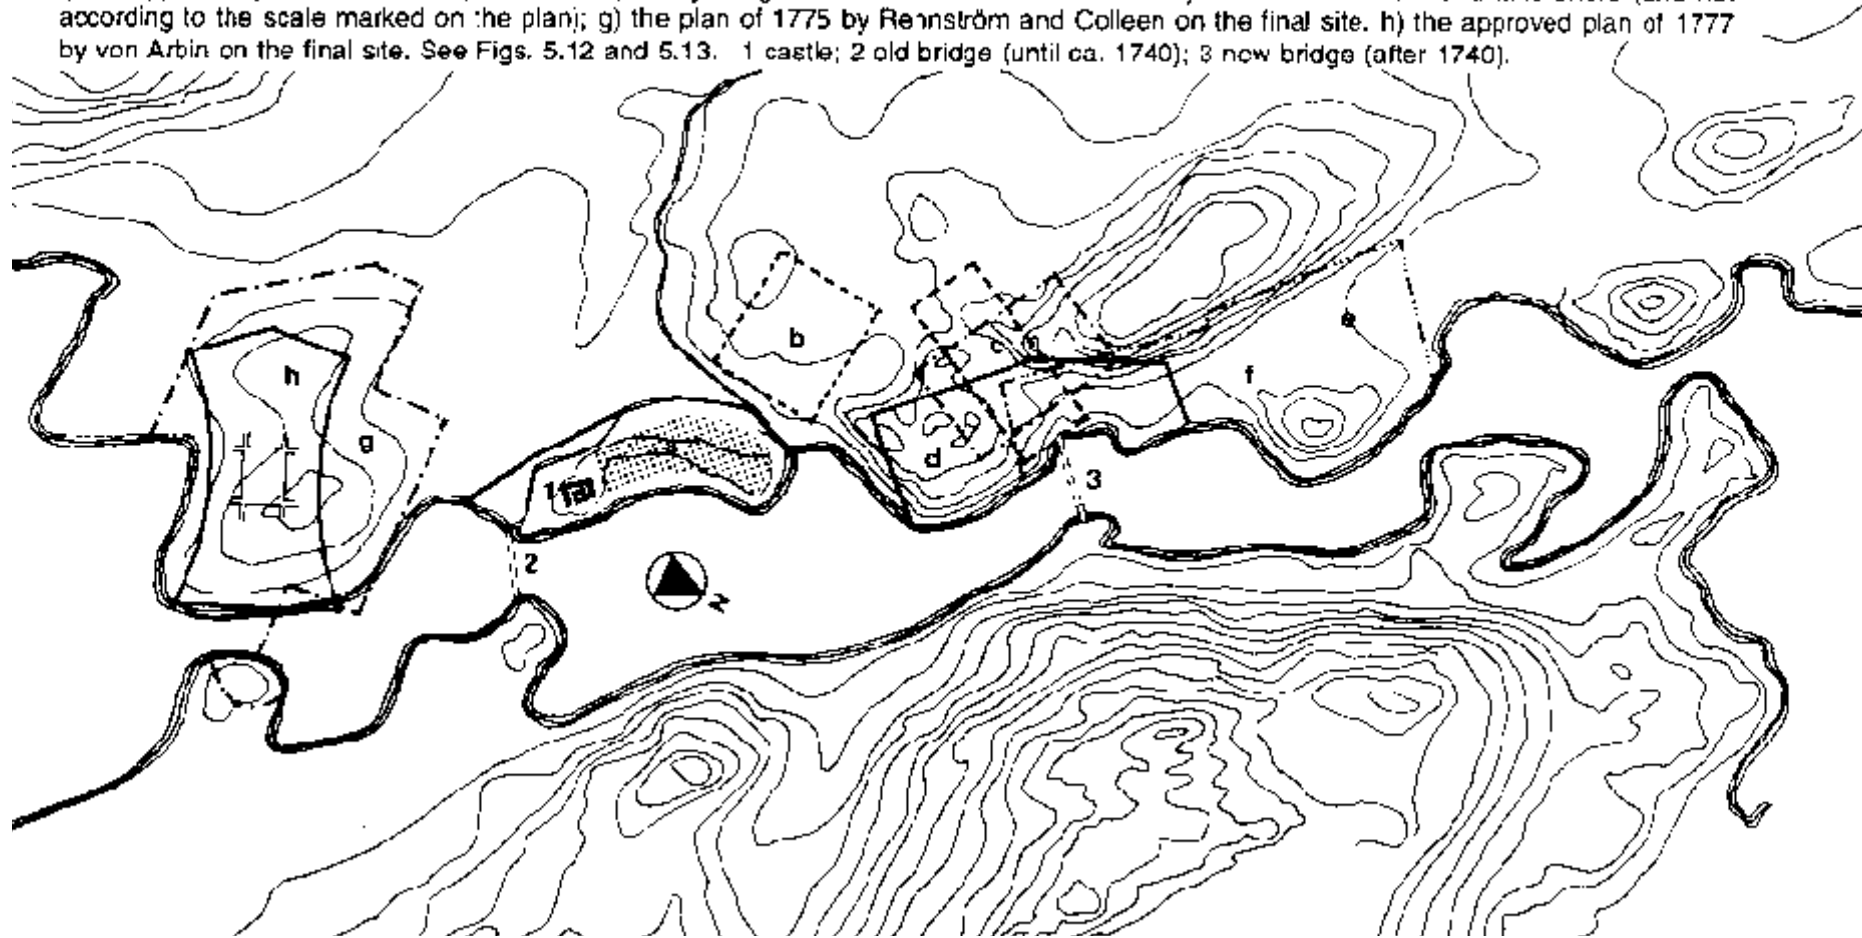 according to the scale marked on the plan); g) the plan of 1775 by Rennström and Colleen on the final site. h) the approved plan of 1777
by von Arbin on the final site. See Figs. 5.12 and 5.13. 1 castle; 2 old bridge (until ca. 1740); 3 new bridge (after 1740).
b
c
e
h
f
g
d
1
3
2
N